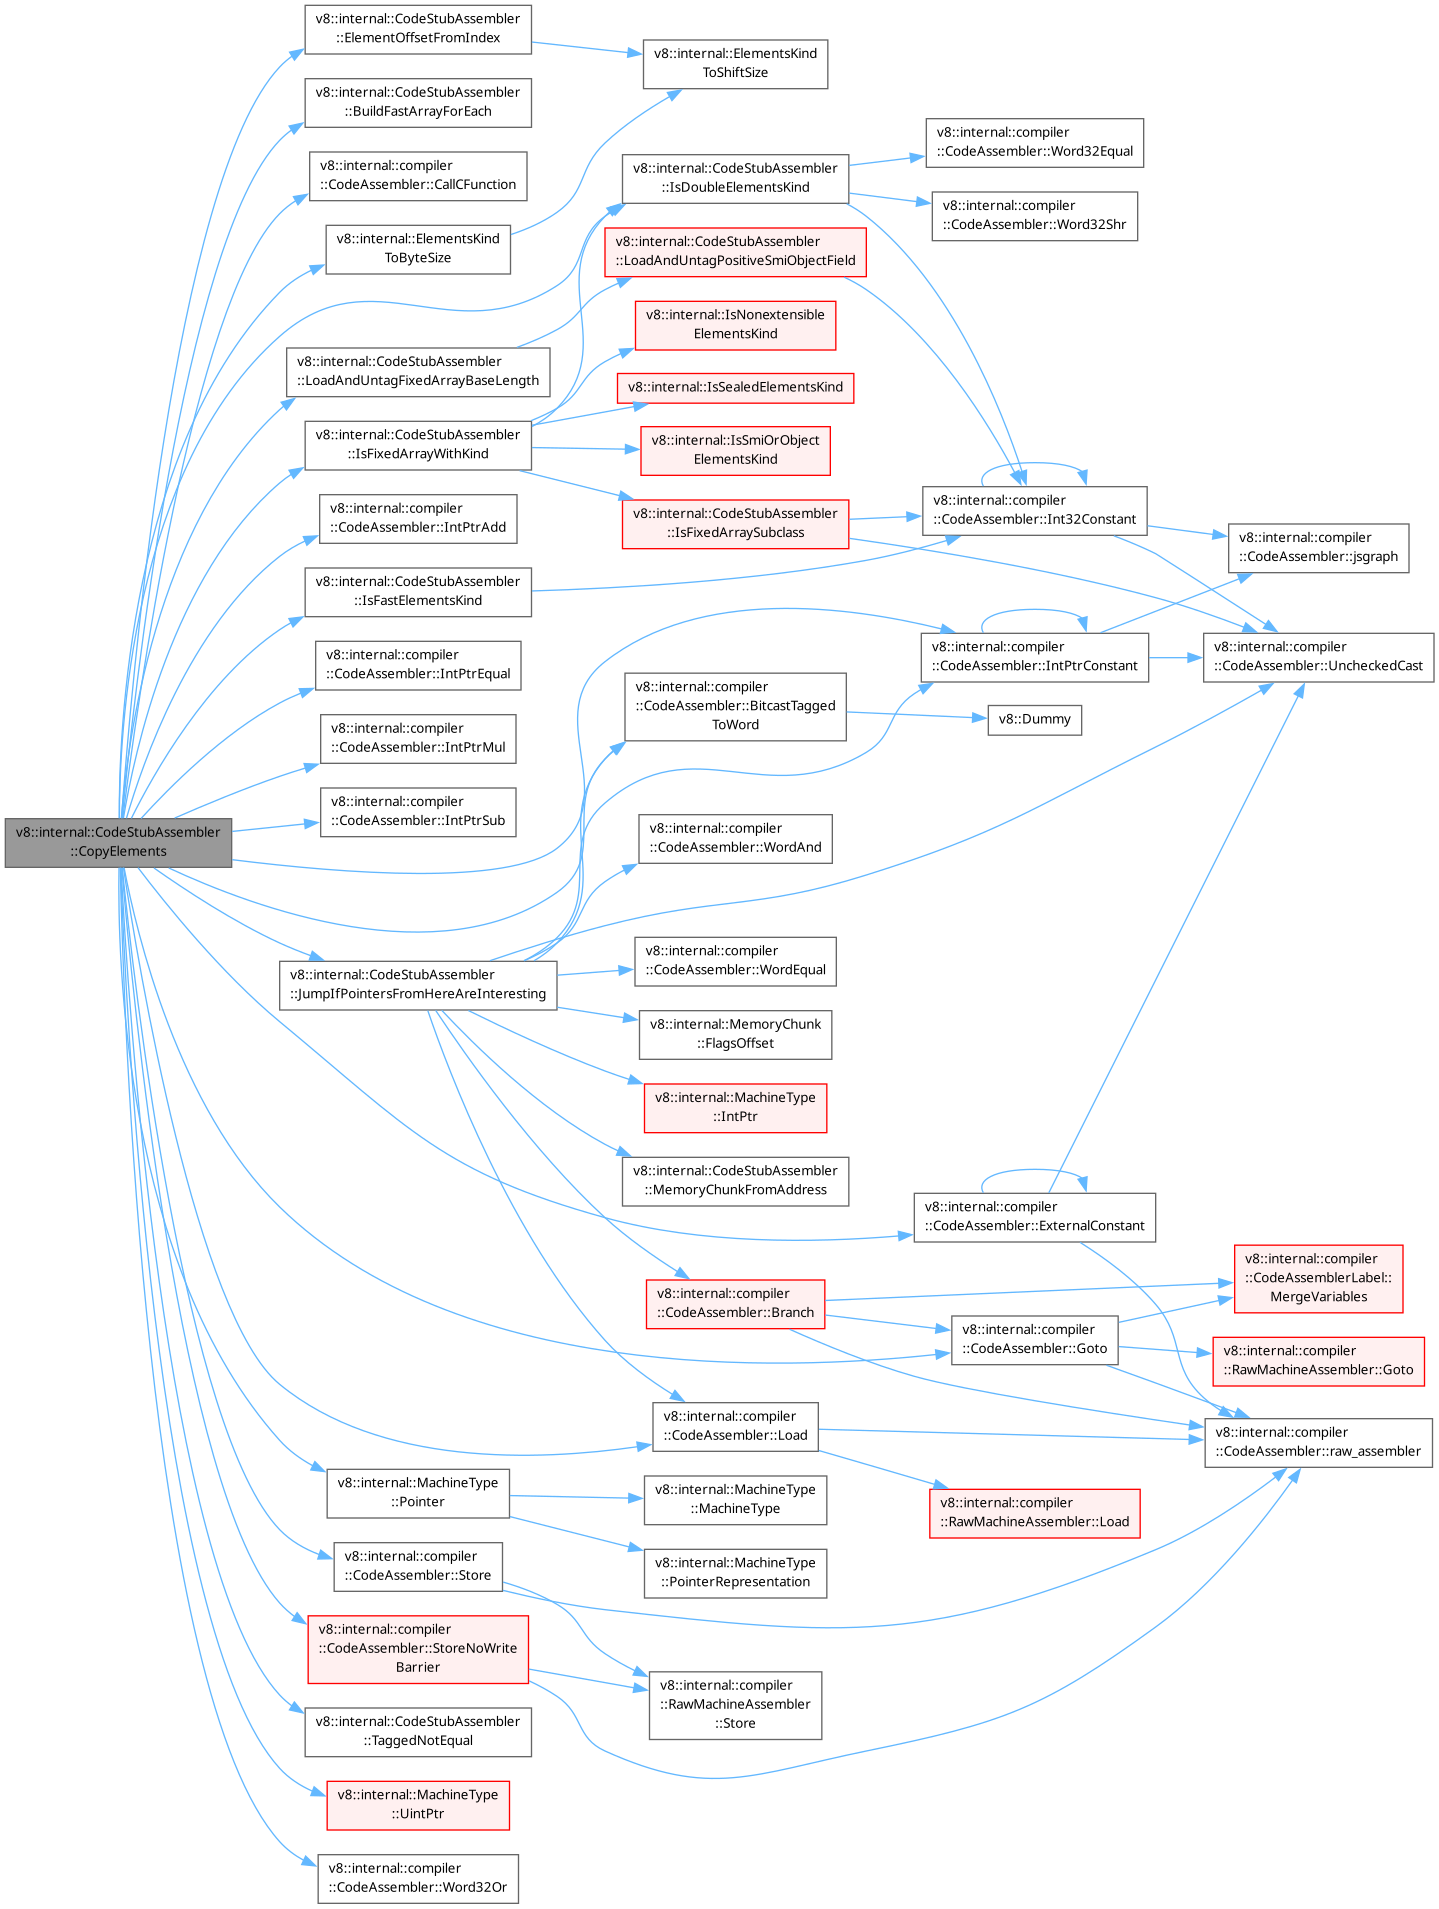 v8::internal::CodeStubAssembler
::CopyElements
v8::internal::CodeStubAssembler
::ElementOffsetFromIndex
v8::internal::CodeStubAssembler
::BuildFastArrayForEach
v8::internal::compiler
::CodeAssembler::CallCFunction
v8::internal::ElementsKind
ToByteSize
v8::internal::CodeStubAssembler
::LoadAndUntagFixedArrayBaseLength
v8::internal::CodeStubAssembler
::IsFixedArrayWithKind
v8::internal::compiler
::CodeAssembler::IntPtrAdd
v8::internal::CodeStubAssembler
::IsFastElementsKind
v8::internal::compiler
::CodeAssembler::IntPtrEqual
v8::internal::compiler
::CodeAssembler::IntPtrMul
v8::internal::compiler
::CodeAssembler::IntPtrSub
v8::internal::CodeStubAssembler
::JumpIfPointersFromHereAreInteresting
v8::internal::MachineType
::Pointer
v8::internal::compiler
::CodeAssembler::Store
v8::internal::compiler
::CodeAssembler::StoreNoWrite
Barrier
v8::internal::CodeStubAssembler
::TaggedNotEqual
v8::internal::MachineType
::UintPtr
v8::internal::compiler
::CodeAssembler::Word32Or
v8::internal::ElementsKind
ToShiftSize
v8::internal::CodeStubAssembler
::IsDoubleElementsKind
v8::internal::CodeStubAssembler
::LoadAndUntagPositiveSmiObjectField
v8::internal::IsNonextensible
ElementsKind
v8::internal::IsSealedElementsKind
v8::internal::IsSmiOrObject
ElementsKind
v8::internal::CodeStubAssembler
::IsFixedArraySubclass
v8::internal::compiler
::CodeAssembler::BitcastTagged
ToWord
v8::internal::compiler
::CodeAssembler::WordAnd
v8::internal::compiler
::CodeAssembler::WordEqual
v8::internal::MemoryChunk
::FlagsOffset
v8::internal::MachineType
::IntPtr
v8::internal::CodeStubAssembler
::MemoryChunkFromAddress
v8::internal::compiler
::CodeAssembler::Branch
v8::internal::compiler
::CodeAssembler::Load
v8::internal::MachineType
::MachineType
v8::internal::MachineType
::PointerRepresentation
v8::internal::compiler
::RawMachineAssembler
::Store
v8::internal::compiler
::CodeAssembler::Word32Equal
v8::internal::compiler
::CodeAssembler::Word32Shr
v8::internal::compiler
::CodeAssembler::Int32Constant
v8::internal::compiler
::CodeAssembler::IntPtrConstant
v8::Dummy
v8::internal::compiler
::CodeAssembler::ExternalConstant
v8::internal::compiler
::CodeAssembler::Goto
v8::internal::compiler
::RawMachineAssembler::Load
v8::internal::compiler
::CodeAssembler::jsgraph
v8::internal::compiler
::CodeAssembler::UncheckedCast
v8::internal::compiler
::CodeAssemblerLabel::
MergeVariables
v8::internal::compiler
::RawMachineAssembler::Goto
v8::internal::compiler
::CodeAssembler::raw_assembler